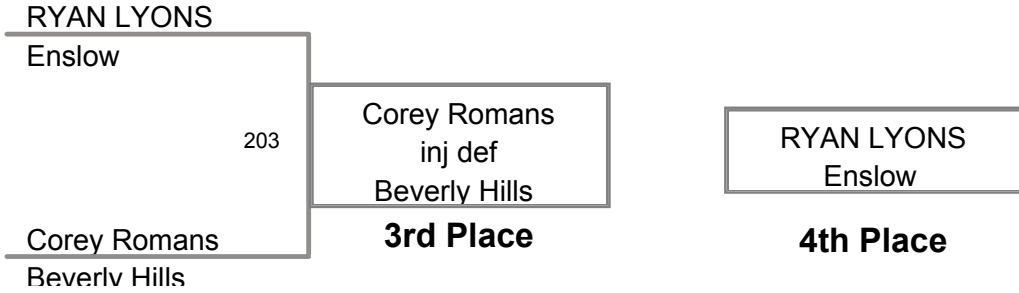 RYAN LYONS
Enslow
203
Corey Romans
Beverly Hills
Corey Romans
inj def
Beverly Hills
3rd Place
RYAN LYONS
Enslow
4th Place